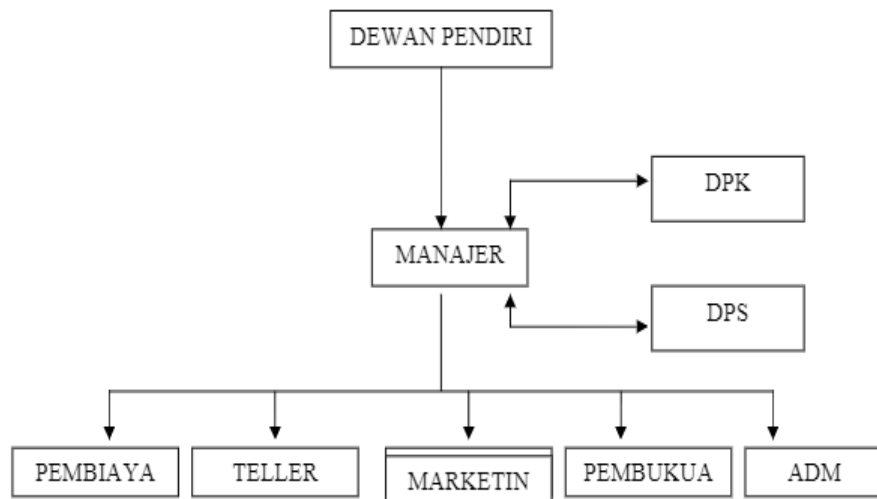 DEWAN PENDIRI
DPK
MANAJER
DPS
PEMBIAYA
TELLER
MARKETIN
PEMBUKUA
ADM